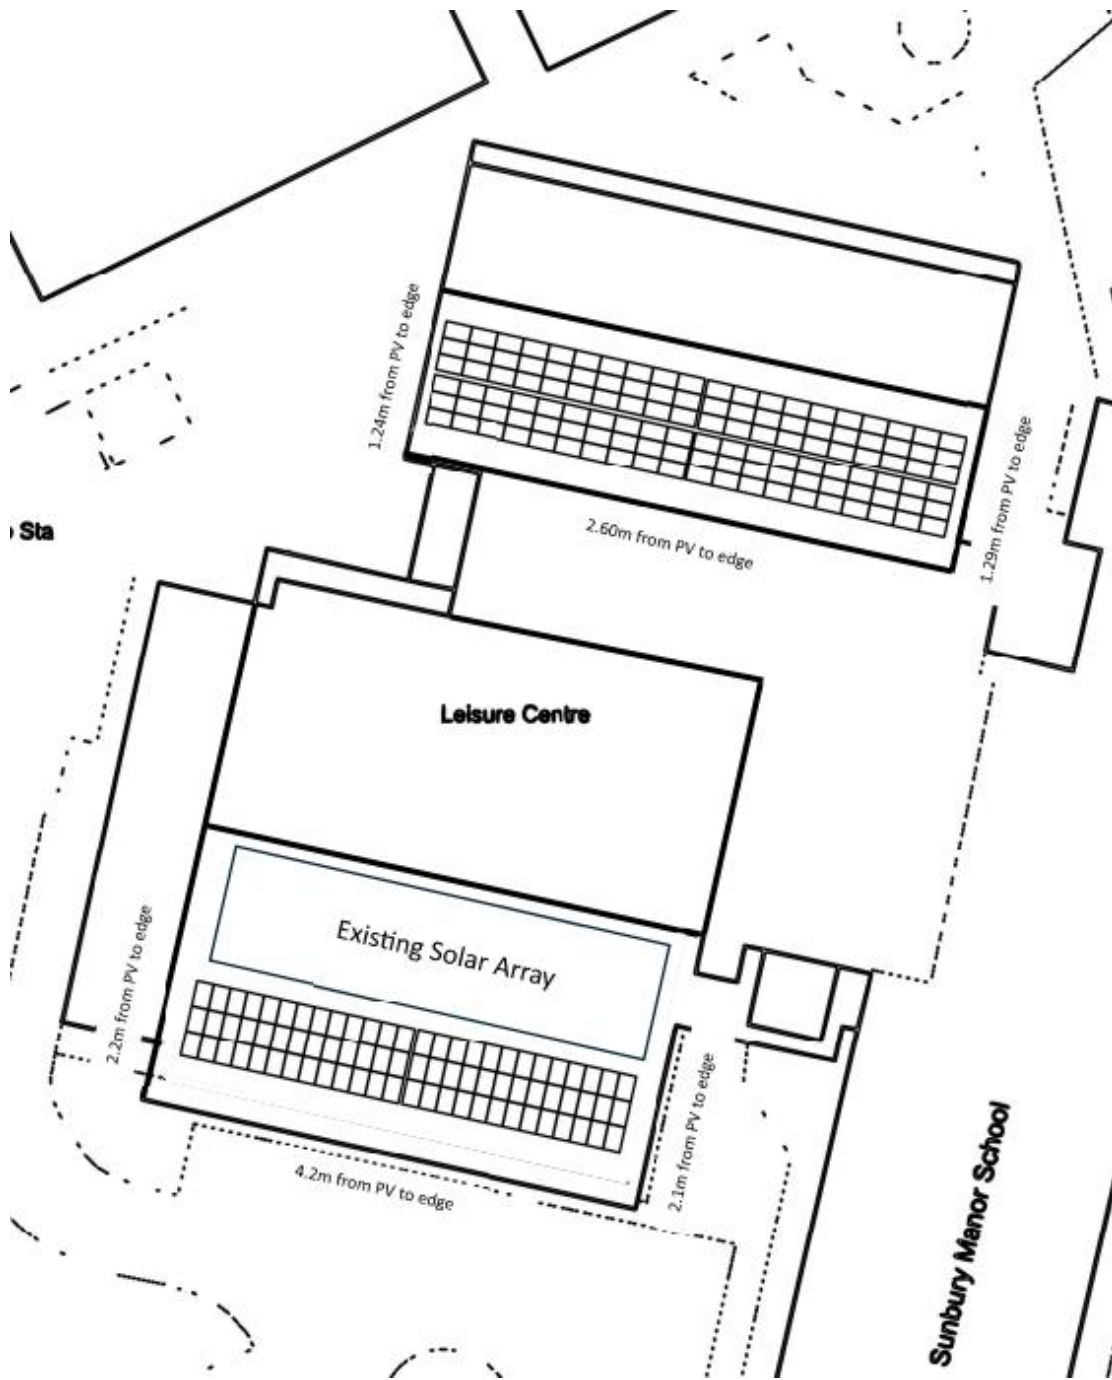 1.24m from PV to edge
1.29m from PV to edge
Sta
2.60m from PV to edge
Leisure Centre
Existing Solar Array
2.2m from PV to edge
2.1m from PV to edge
4.2m from PV to edge
Sunbury Manor School